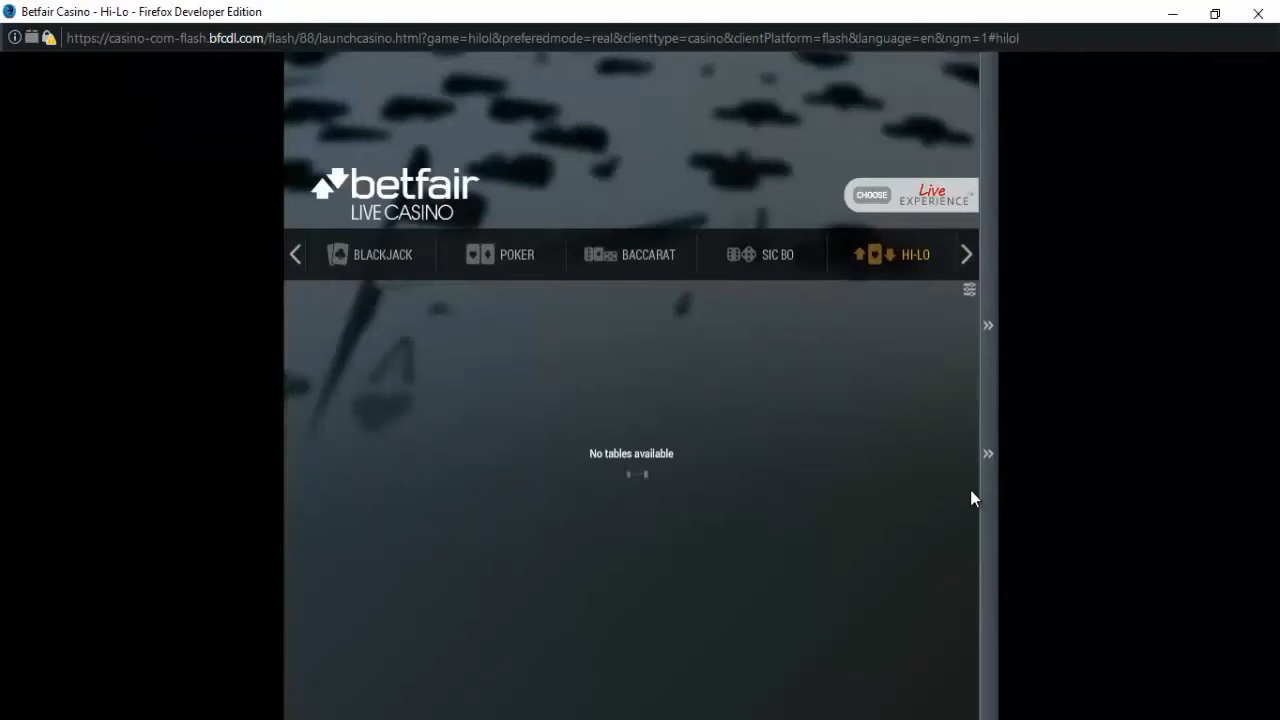 Betfair Casino - Hi-Lo - Firefox Developer Edition
https://casino-com-flash.bfcdl.com/flash/88/launchcasino.html?game=hilol&preferedmode=real&clienttype=casino&clientPlatform=flash&language=en&ngm=1#hilol
betfair
LIVE CASINO
CHOOSE
Live
EXPERIENCE™
BLACKJACK
POKER
BACCARAT
SIC BO
HI-LO
No tables available